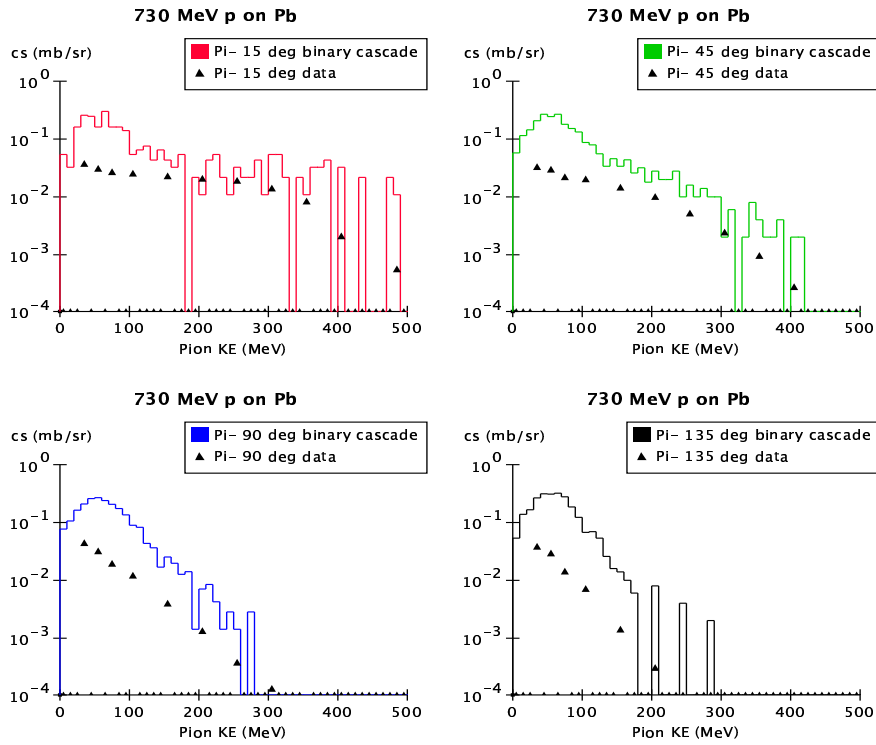 730 MeV p on Pb
cs (mb/sr)
Pi- 15 deg binary cascade
Pi- 15 deg data
10^0
10^-1
10^-2
10^-3
10^-4
0 100 200 300 400 500
Pion KE (MeV)
730 MeV p on Pb
cs (mb/sr)
Pi- 45 deg binary cascade
Pi- 45 deg data
10^0
10^-1
10^-2
10^-3
10^-4
0 100 200 300 400 500
Pion KE (MeV)
730 MeV p on Pb
cs (mb/sr)
Pi- 90 deg binary cascade
Pi- 90 deg data
10^0
10^-1
10^-2
10^-3
10^-4
0 100 200 300 400 500
Pion KE (MeV)
730 MeV p on Pb
cs (mb/sr)
Pi- 135 deg binary cascade
Pi- 135 deg data
10^0
10^-1
10^-2
10^-3
10^-4
0 100 200 300 400 500
Pion KE (MeV)